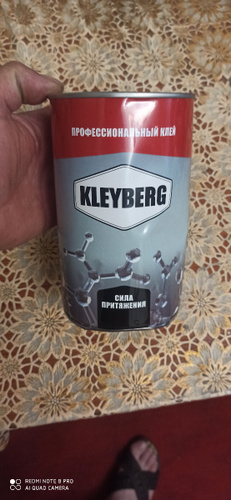 ПРОФЕССИОНАЛЬНЫЙ КЛЕЙ
KLEYBERG
СИЛА
ПРИТЯЖЕНИЯ
REDMI NOTE 8 PRO
AI QUAD CAMERA